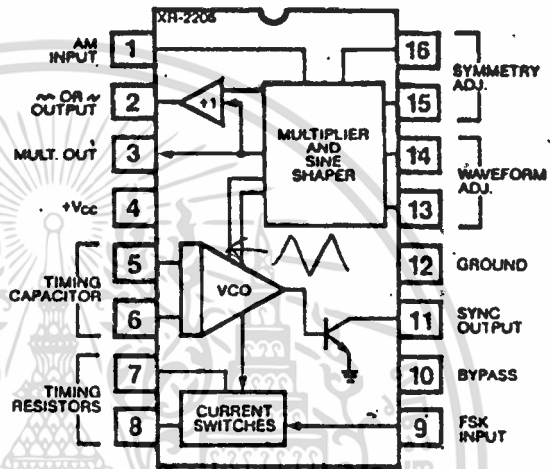 XR-2206
AM
INPUT
1
~~ OR ~
OUTPUT
2
MULT. OUT
3
+Vcc
4
TIMING
CAPACITOR
5
6
TIMING
RESISTORS
7
8
+1
MULTIPLIER
AND
SINE
SHAPER
VCO
CURRENT
SWITCHES
16
SYMMETRY
ADJ.
15
14
WAVEFORM
ADJ.
13
12
GROUND
11
SYNC
OUTPUT
10
BYPASS
9
FSK
INPUT